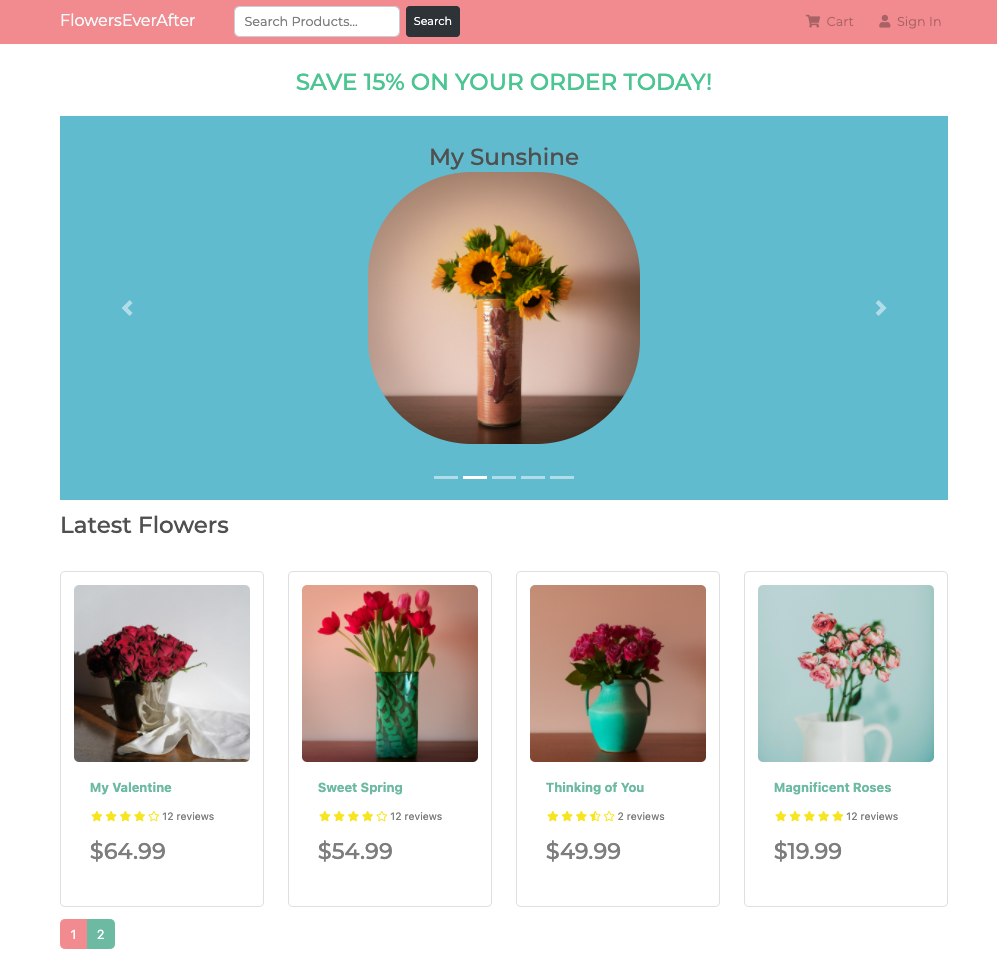 FlowersEverAfter Search Products... Search Cart Sign In
SAVE 15% ON YOUR ORDER TODAY!
My Sunshine
Latest Flowers
My Valentine
12 reviews
$64.99
Sweet Spring
12 reviews
$54.99
Thinking of You
2 reviews
$49.99
Magnificent Roses
12 reviews
$19.99
1 2